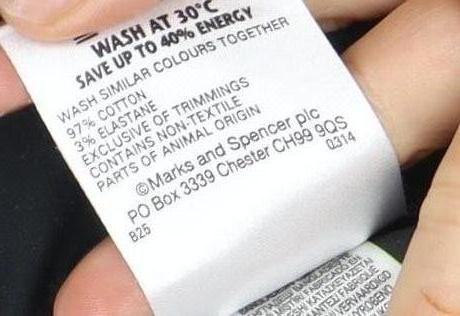 WASH AT 30°C
SAVE UP TO 40% ENERGY
WASH SIMILAR COLOURS TOGETHER
97% COTTON
3% ELASTANE
EXCLUSIVE OF TRIMMINGS
CONTAINS NON-TEXTILE
PARTS OF ANIMAL ORIGIN
©Marks and Spencer plc
PO Box 3339 Chester CH99 9QS
B25 0314